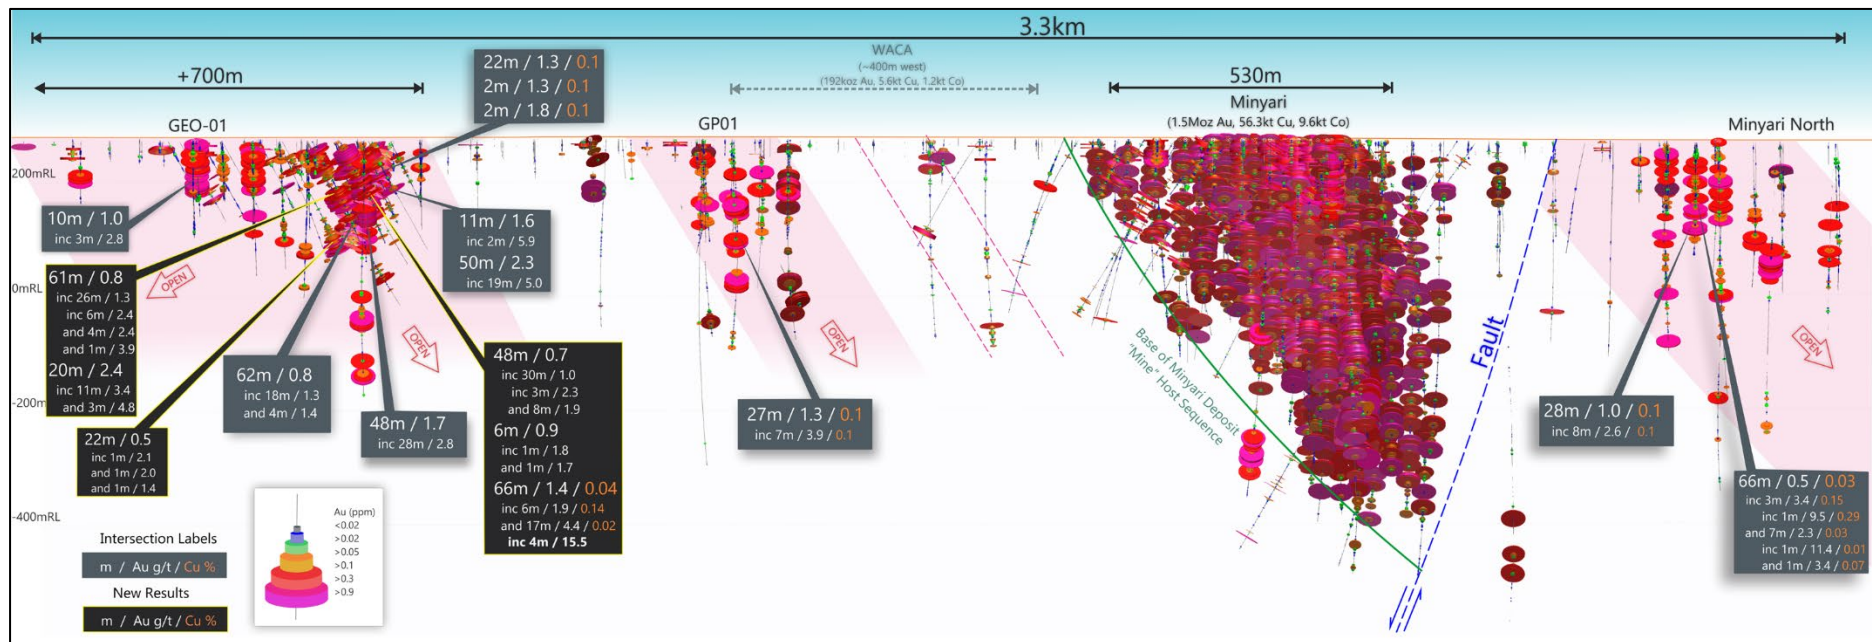 3.3km
+700m
WACA
(~400m west)
(192koz Au, 5.6kt Cu, 1.2kt Co)
530m
Minyari
(1.5Moz Au, 56.3kt Cu, 9.6kt Co)
GEO-01
GP01
Minyari North
22m / 1.3 / 0.1
2m / 1.3 / 0.1
2m / 1.8 / 0.1
200mRL
0mRL
-200mRL
-400mRL
10m / 1.0
inc 3m / 2.8
11m / 1.6
inc 2m / 5.9
50m / 2.3
inc 19m / 5.0
61m / 0.8
inc 26m / 1.3
inc 6m / 2.4
and 4m / 2.4
and 1m / 3.9
20m / 2.4
inc 11m / 3.4
and 3m / 4.8
OPEN
OPEN
OPEN
OPEN
22m / 0.5
inc 1m / 2.1
and 1m / 2.0
and 1m / 1.4
62m / 0.8
inc 18m / 1.3
and 4m / 1.4
48m / 1.7
inc 28m / 2.8
48m / 0.7
inc 30m / 1.0
inc 3m / 2.3
and 8m / 1.9
6m / 0.9
inc 1m / 1.8
and 1m / 1.7
66m / 1.4 / 0.04
inc 6m / 1.9 / 0.14
and 17m / 4.4 / 0.02
inc 4m / 15.5
27m / 1.3 / 0.1
inc 7m / 3.9 / 0.1
Base of Minyari Deposit
"Mine" Host Sequence
Fault
28m / 1.0 / 0.1
inc 8m / 2.6 / 0.1
66m / 0.5 / 0.03
inc 3m / 3.4 / 0.15
inc 1m / 9.5 / 0.29
and 7m / 2.3 / 0.03
inc 1m / 11.4 / 0.01
and 1m / 3.4 / 0.07
Intersection Labels
m / Au g/t / Cu %
New Results
m / Au g/t / Cu %
Au (ppm)
<0.02
>0.02
>0.05
>0.1
>0.3
>0.9